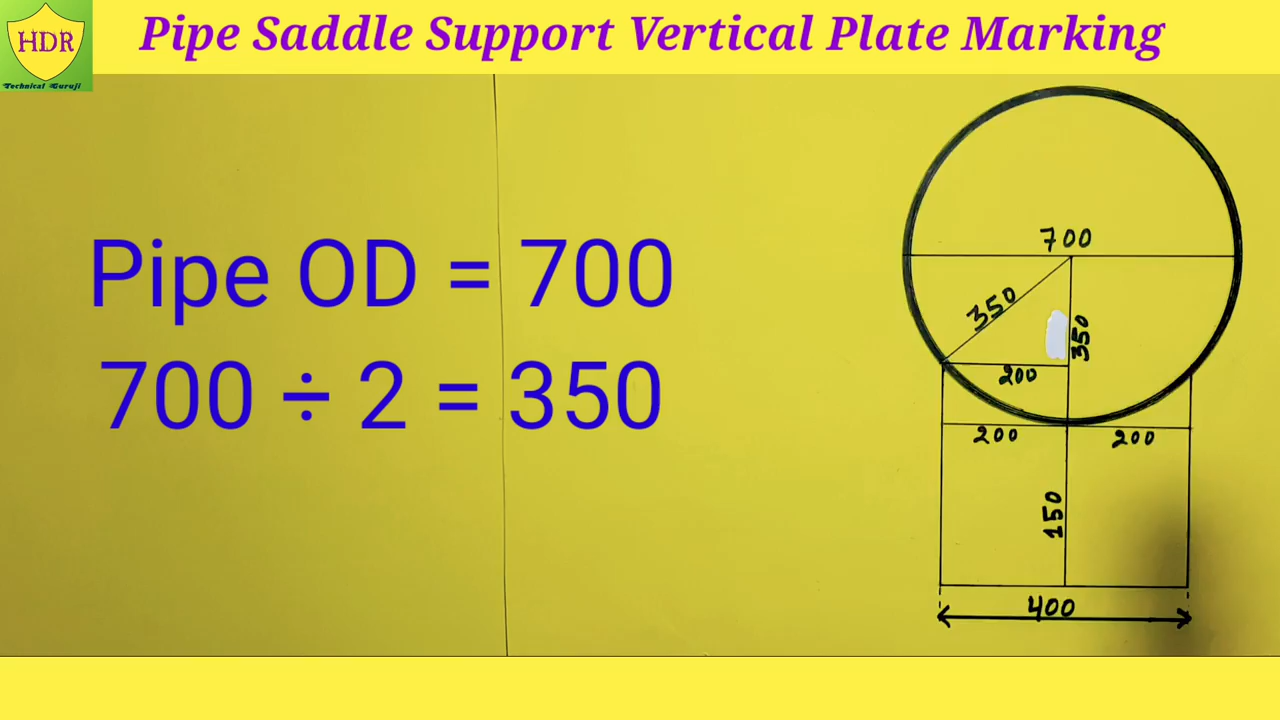 HDR
Technical Guruji
Pipe Saddle Support Vertical Plate Marking
Pipe OD = 700
700 ÷ 2 = 350
700
350
350
200
200
200
150
400